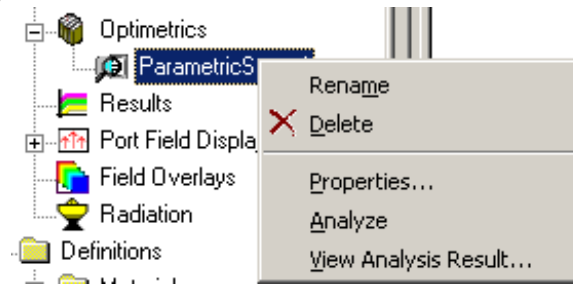 Optimetrics
ParametricS
Results
Port Field Displa
Field Overlays
Radiation
Definitions
Rename
Delete
Properties...
Analyze
View Analysis Result...